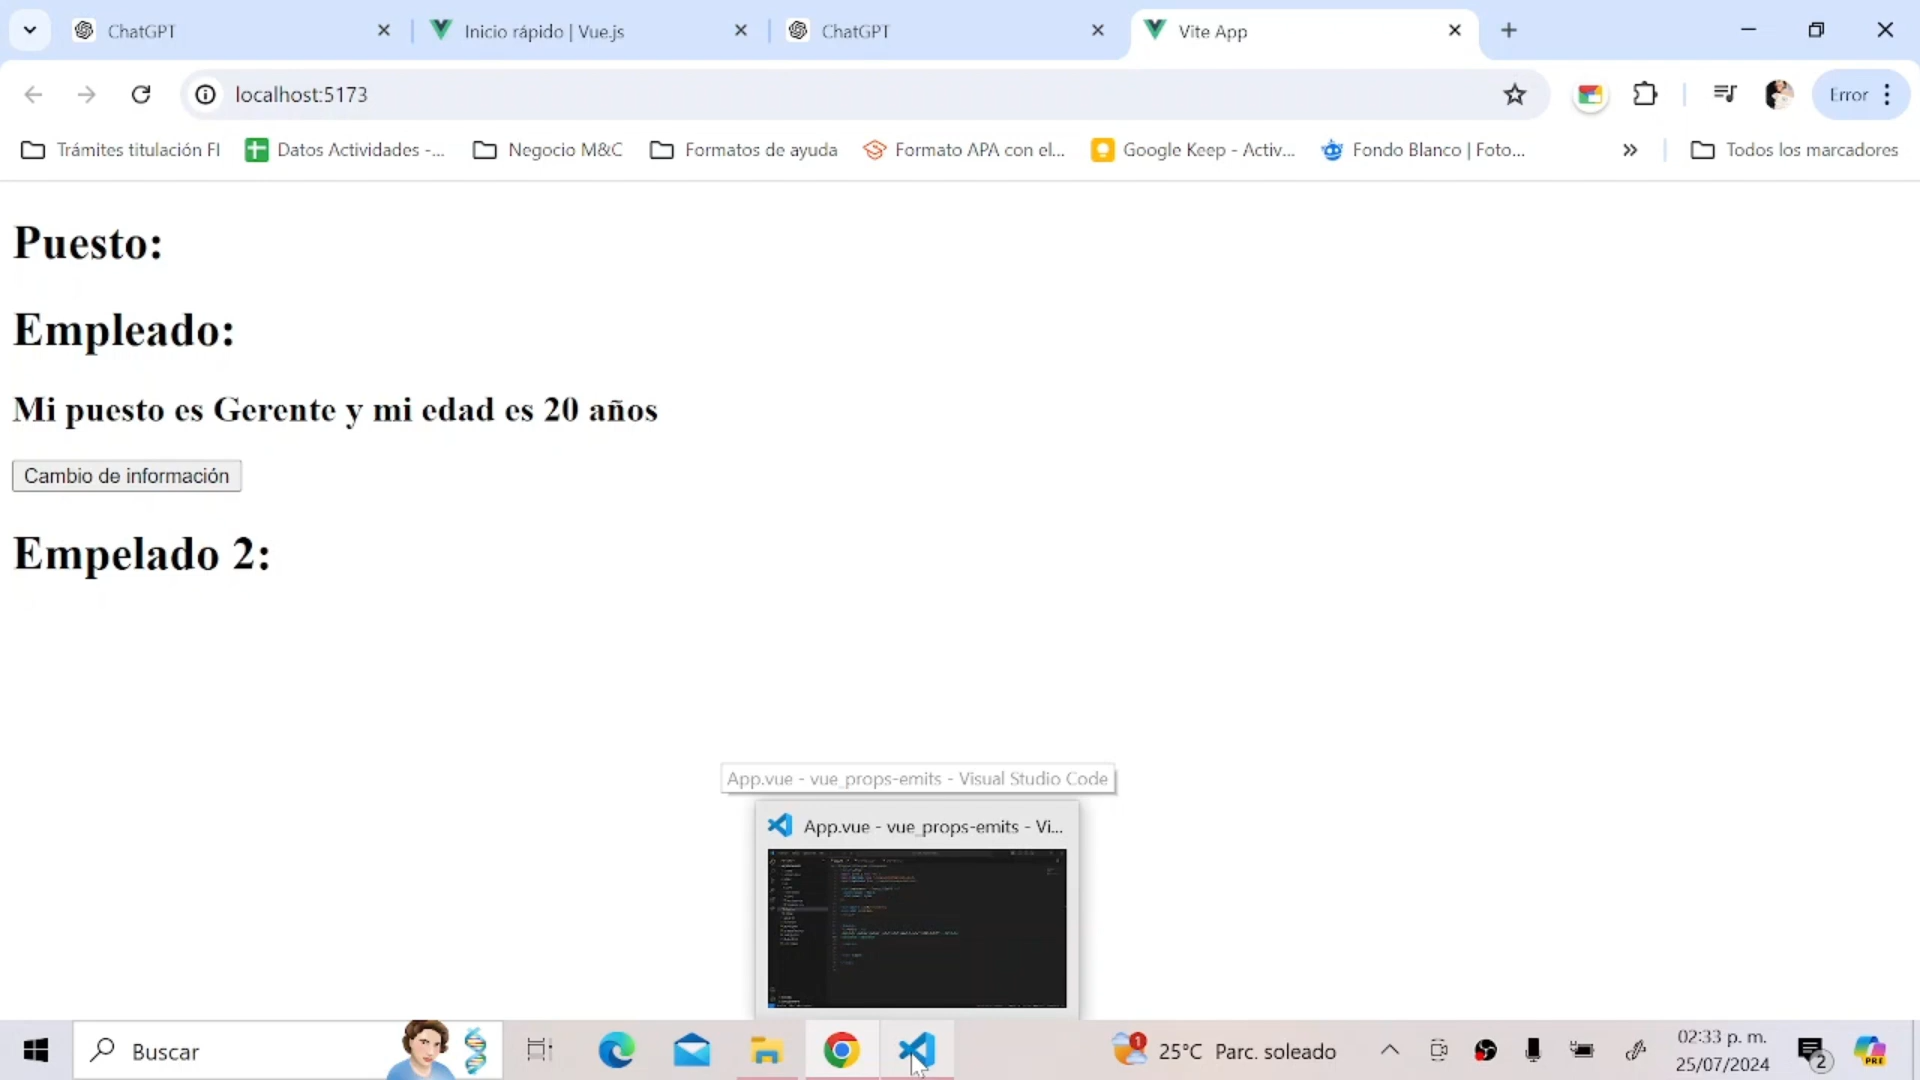 ChatGPT
Inicio rápido | Vue.js
ChatGPT
Vite App
localhost:5173
Error
Trámites titulación FI
Datos Actividades -...
Negocio M&C
Formatos de ayuda
Formato APA con el...
Google Keep - Activ...
Fondo Blanco | Foto...
Todos los marcadores
Puesto:
Empleado:
Mi puesto es Gerente y mi edad es 20 años
Cambio de información
Empelado 2:
App.vue - vue_props-emits - Visual Studio Code
App.vue - vue_props-emits - Vi...
Buscar
1
25°C Parc. soleado
02:33 p. m.
25/07/2024
2
PRE